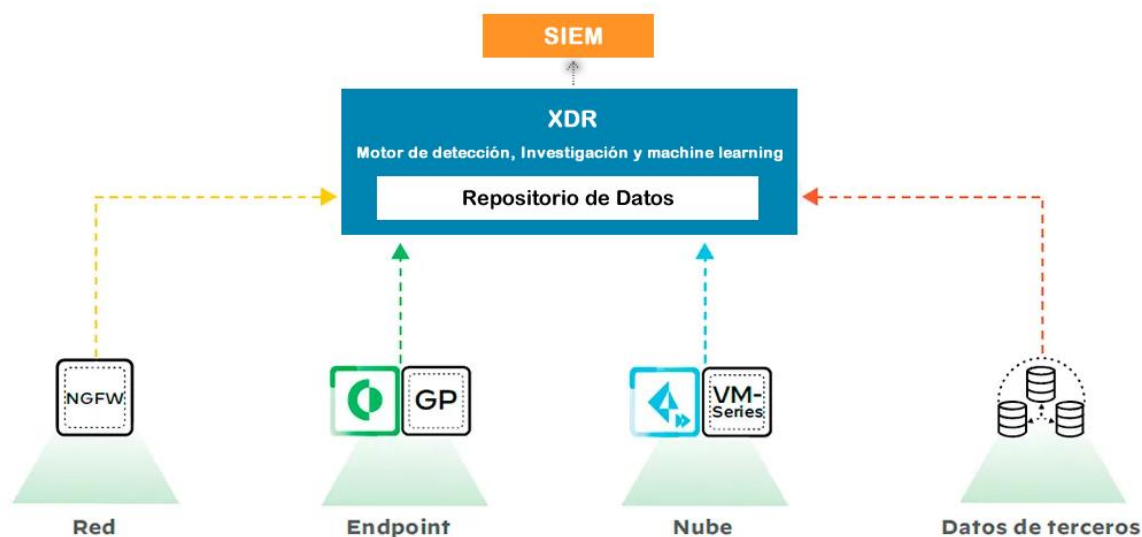 SIEM
XDR
Motor de detección, Investigación y machine learning
Repositorio de Datos
NGFW
GP
VM-
Series
Red
Endpoint
Nube
Datos de terceros